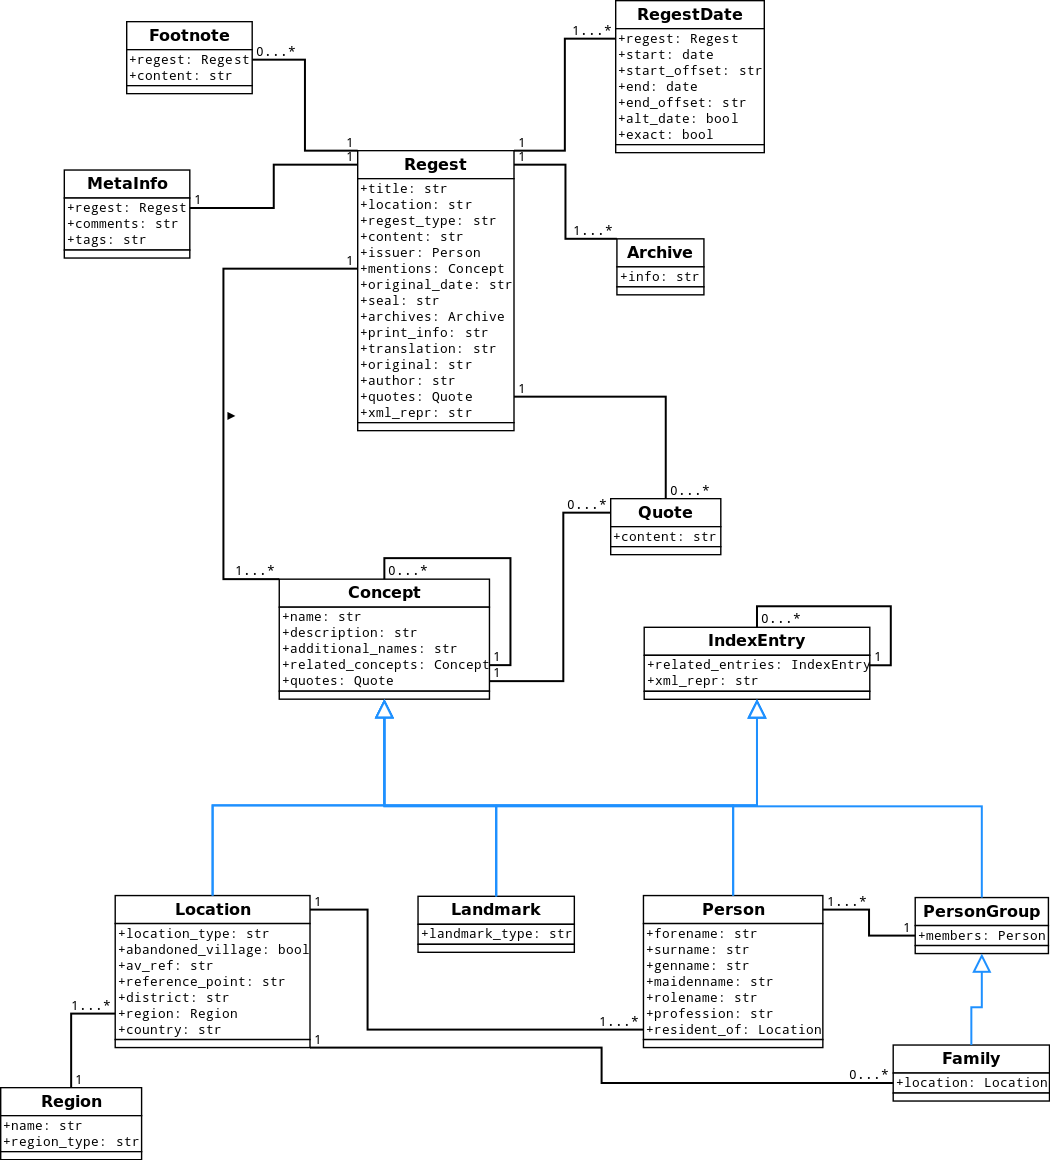 Footnote
+regest: Regest
+content: str
0...*
1
RegestDate
+regest: Regest
+start: date
+start_offset: str
+end: date
+end_offset: str
+alt_date: bool
+exact: bool
1...*
1
MetaInfo
+regest: Regest
+comments: str
+tags: str
1
1
Regest
+title: str
+location: str
+regest_type: str
+content: str
+issuer: Person
+mentions: Concept
+original_date: str
+seal: str
+archives: Archive
+print_info: str
+translation: str
+original: str
+author: str
+quotes: Quote
+xml_repr: str
1
1...*
Archive
+info: str
1
1
0...*
Quote
+content: str
0...*
1...*
Concept
+name: str
+description: str
+additional_names: str
+related_concepts: Concept
+quotes: Quote
0...*
1
1
IndexEntry
+related_entries: IndexEntry
+xml_repr: str
0...*
1
Location
+location_type: str
+abandoned_village: bool
+av_ref: str
+reference_point: str
+district: str
+region: Region
+country: str
1
1
1...*
Landmark
+landmark_type: str
Person
+forename: str
+surname: str
+genname: str
+maidenname: str
+rolename: str
+profession: str
+resident_of: Location
1...*
1...*
PersonGroup
+members: Person
1
Family
+location: Location
0...*
1
Region
+name: str
+region_type: str